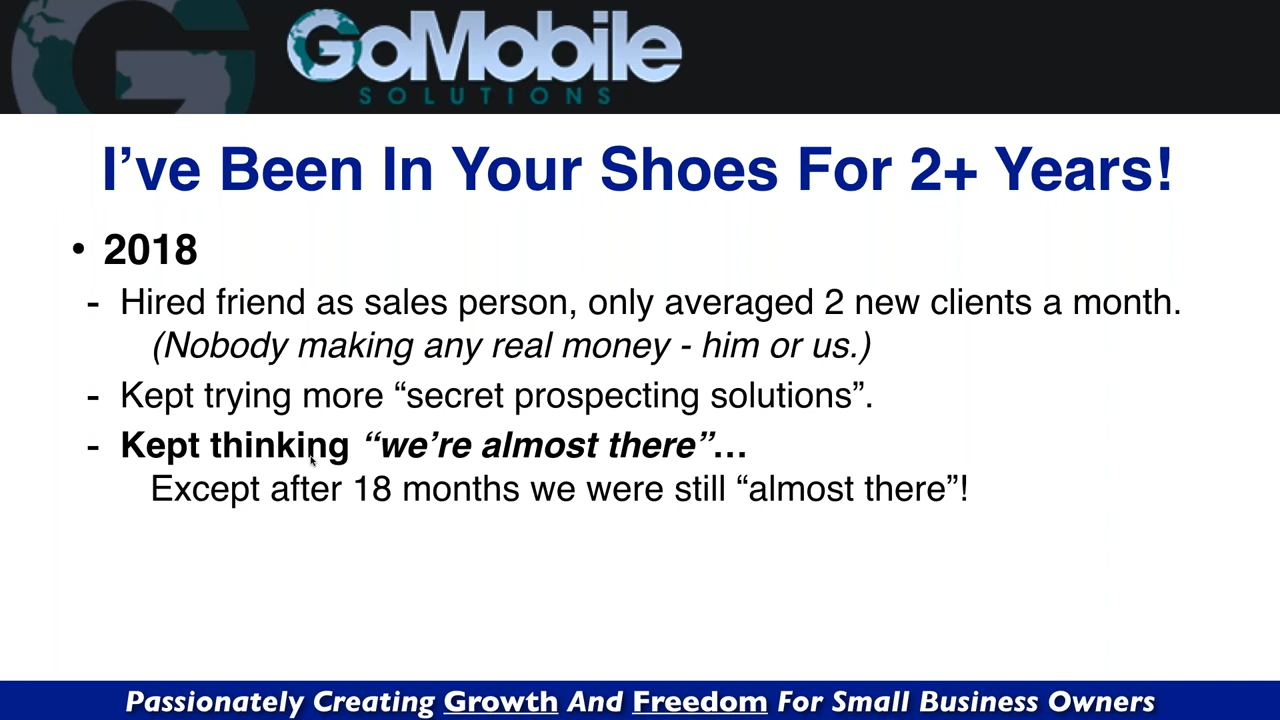 GoMobile
SOLUTIONS
I’ve Been In Your Shoes For 2+ Years!
• 2018
- Hired friend as sales person, only averaged 2 new clients a month.
(Nobody making any real money - him or us.)
- Kept trying more “secret prospecting solutions”.
- Kept thinking “we’re almost there”...
Except after 18 months we were still “almost there”!
Passionately Creating Growth And Freedom For Small Business Owners